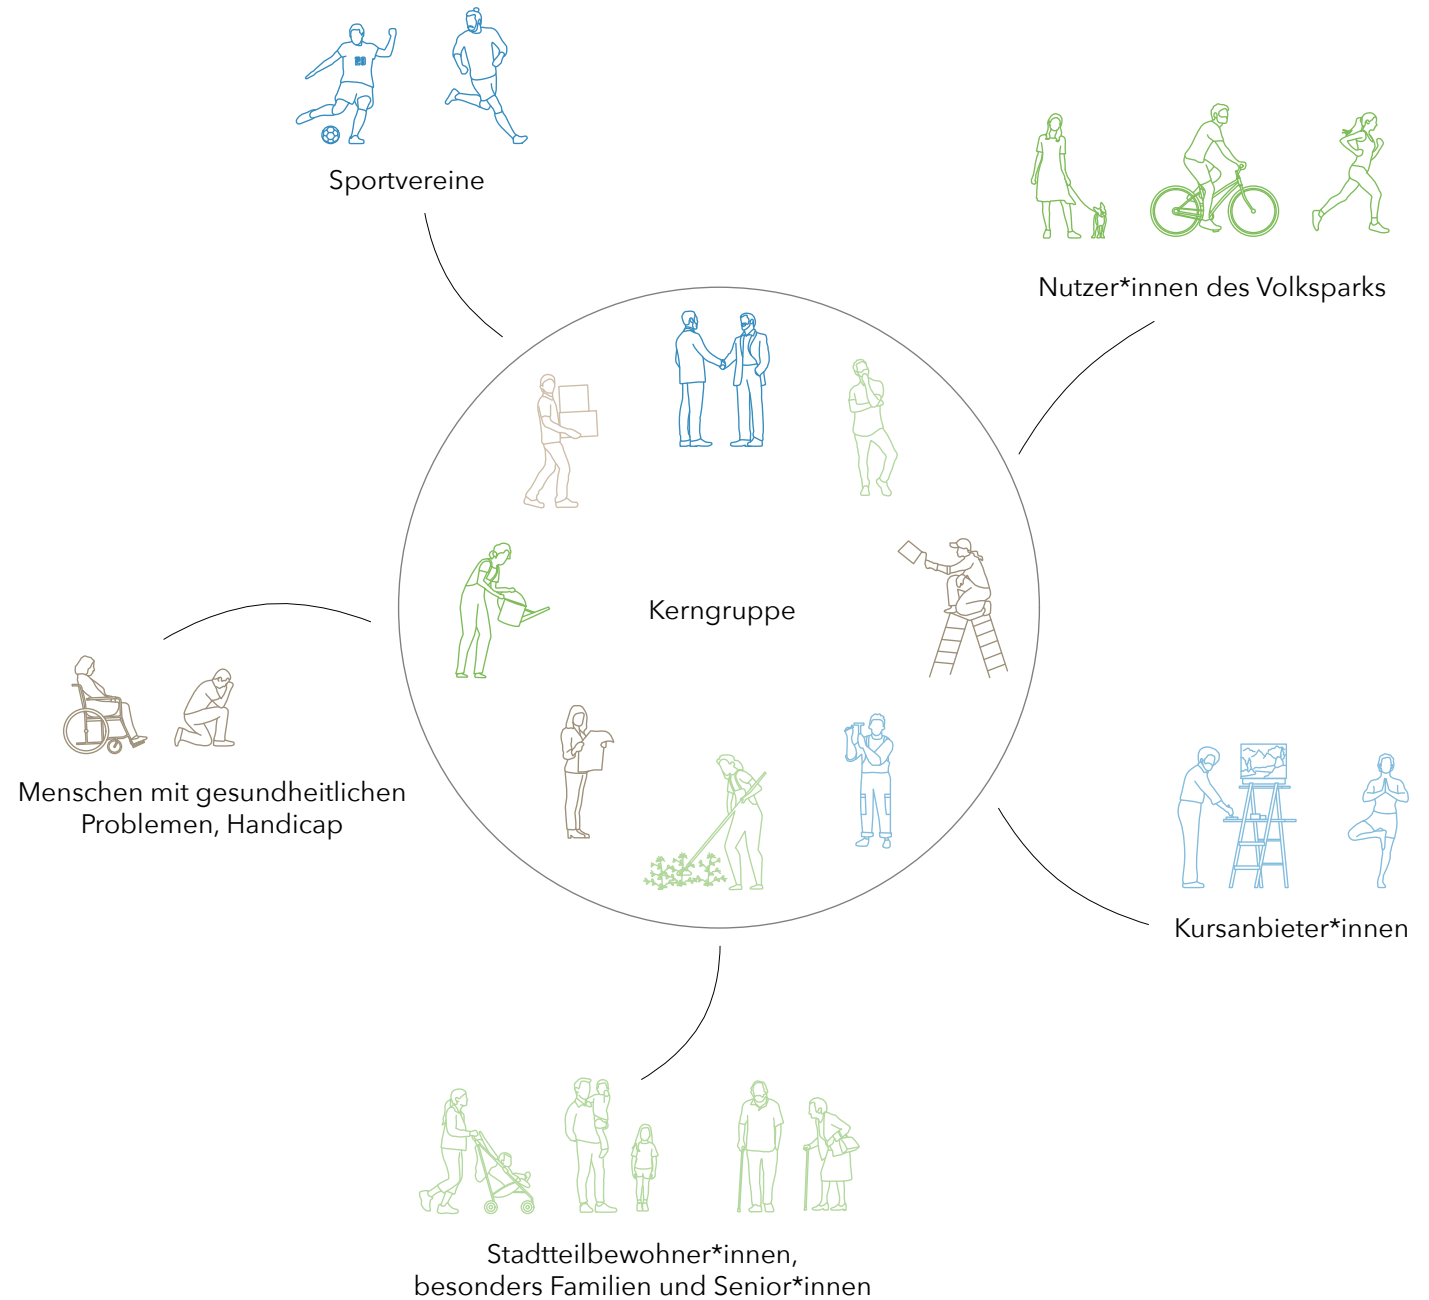 Sportvereine
Nutzer*innen des Volksparks
Kerngruppe
Menschen mit gesundheitlichen
Problemen, Handicap
Kursanbieter*innen
Stadtteilbewohner*innen,
besonders Familien und Senior*innen